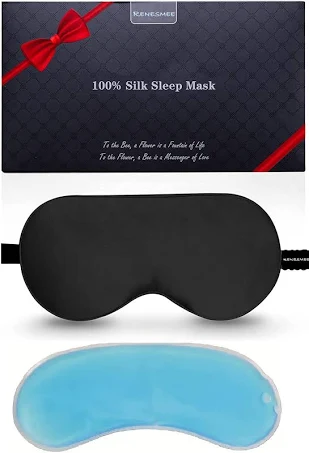 RENESMEE
100% Silk Sleep Mask
To the Bee, a Flower is a Fountain of Life
To the Flower, a Bee is a Messenger of Love
RENESMEE